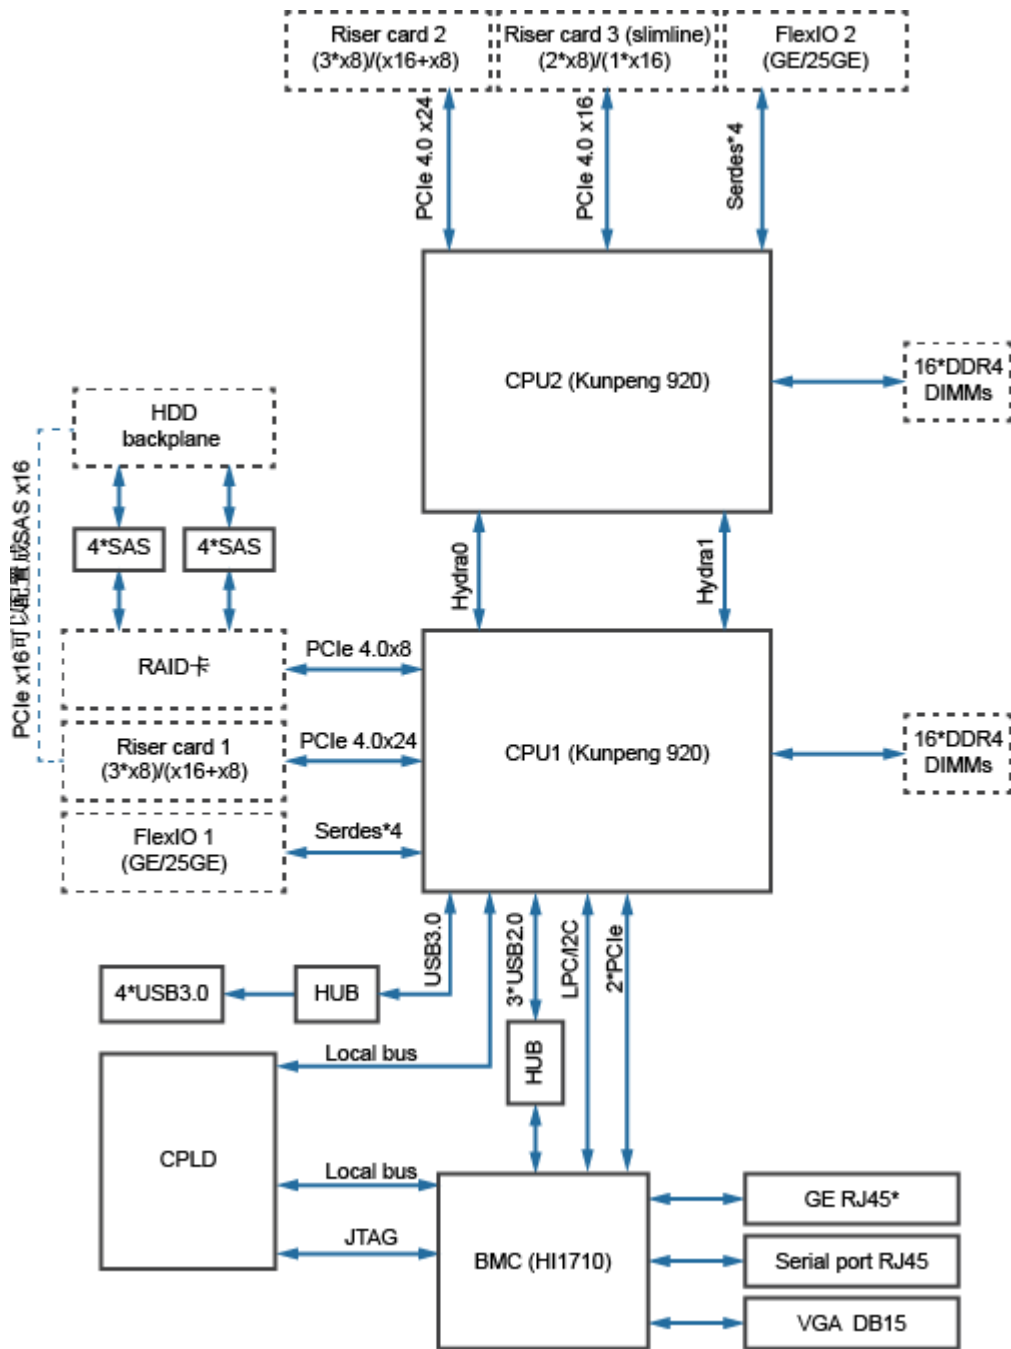 Riser card 2
(3*x8)/(x16+x8)
Riser card 3 (slimline)
(2*x8)/(1*x16)
FlexIO 2
(GE/25GE)
PCIe 4.0 x24
PCIe 4.0 x16
Serdes*4
CPU2 (Kunpeng 920)
16*DDR4
DIMMs
HDD
backplane
4*SAS
4*SAS
PCIe x16可以配置成SAS x16
Hydra0
Hydra1
RAID卡
PCIe 4.0x8
Riser card 1
(3*x8)/(x16+x8)
PCIe 4.0x24
CPU1 (Kunpeng 920)
16*DDR4
DIMMs
FlexIO 1
(GE/25GE)
Serdes*4
USB3.0
3*USB2.0
LPC/I2C
2*PCIe
4*USB3.0
HUB
HUB
Local bus
CPLD
Local bus
JTAG
BMC (HI1710)
GE RJ45*
Serial port RJ45
VGA DB15